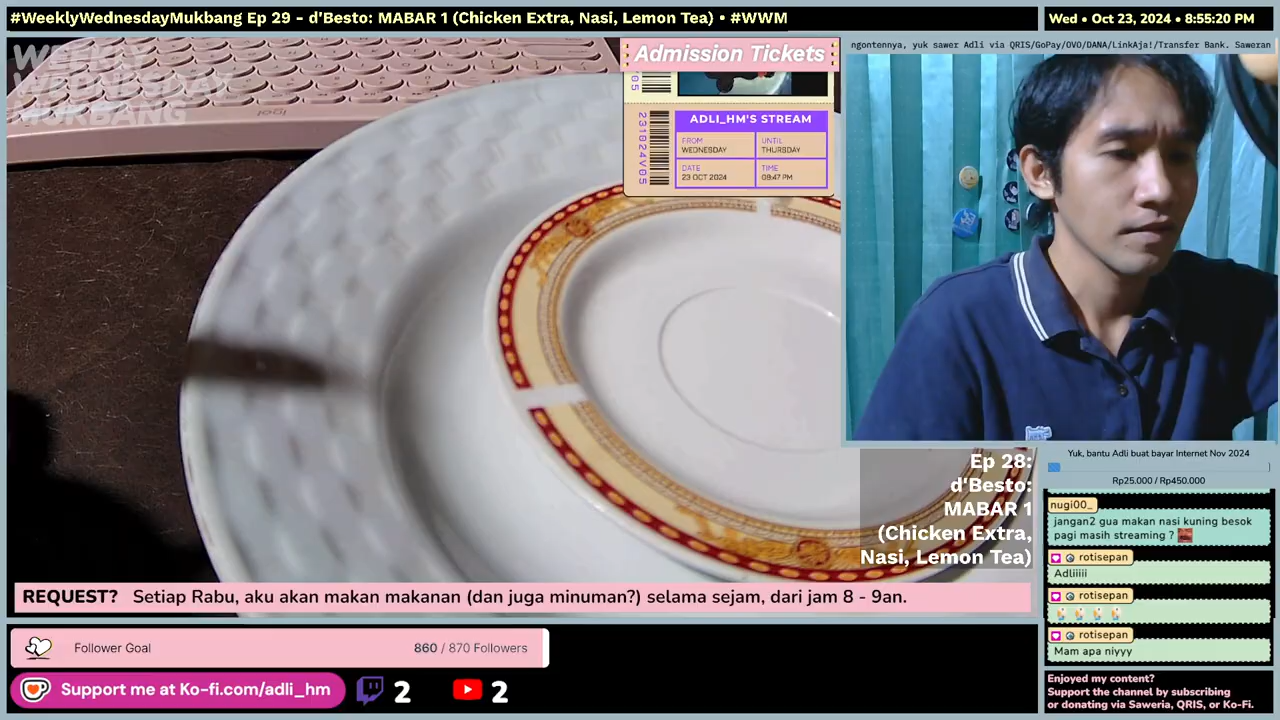 #WeeklyWednesdayMukbang Ep 29 - d'Besto: MABAR 1 (Chicken Extra, Nasi, Lemon Tea) • #WWM
Wed • Oct 23, 2024 • 8:55:20 PM
WEEKLY
WEDNESDAY
MUKBANG
logi
Admission Tickets
05
ADLI_HM'S STREAM
FROM
WEDNESDAY
UNTIL
THURSDAY
DATE
23 OCT 2024
TIME
08:47 PM
231024V05
ngontennya, yuk sawer Adli via QRIS/GoPay/OVO/DANA/LinkAja!/Transfer Bank. Saweran
Ep 28:
d'Besto:
MABAR 1
(Chicken Extra,
Nasi, Lemon Tea)
Yuk, bantu Adli buat bayar Internet Nov 2024
Rp25.000 / Rp450.000
nugi00_
jangan2 gua makan nasi kuning besok
pagi masih streaming ?
rotisepan
Adliiiii
rotisepan
rotisepan
Mam apa niyyy
REQUEST? Setiap Rabu, aku akan makan makanan (dan juga minuman?) selama sejam, dari jam 8 - 9an.
Follower Goal
860 / 870 Followers
Support me at Ko-fi.com/adli_hm
2
2
Enjoyed my content?
Support the channel by subscribing
or donating via Saweria, QRIS, or Ko-Fi.